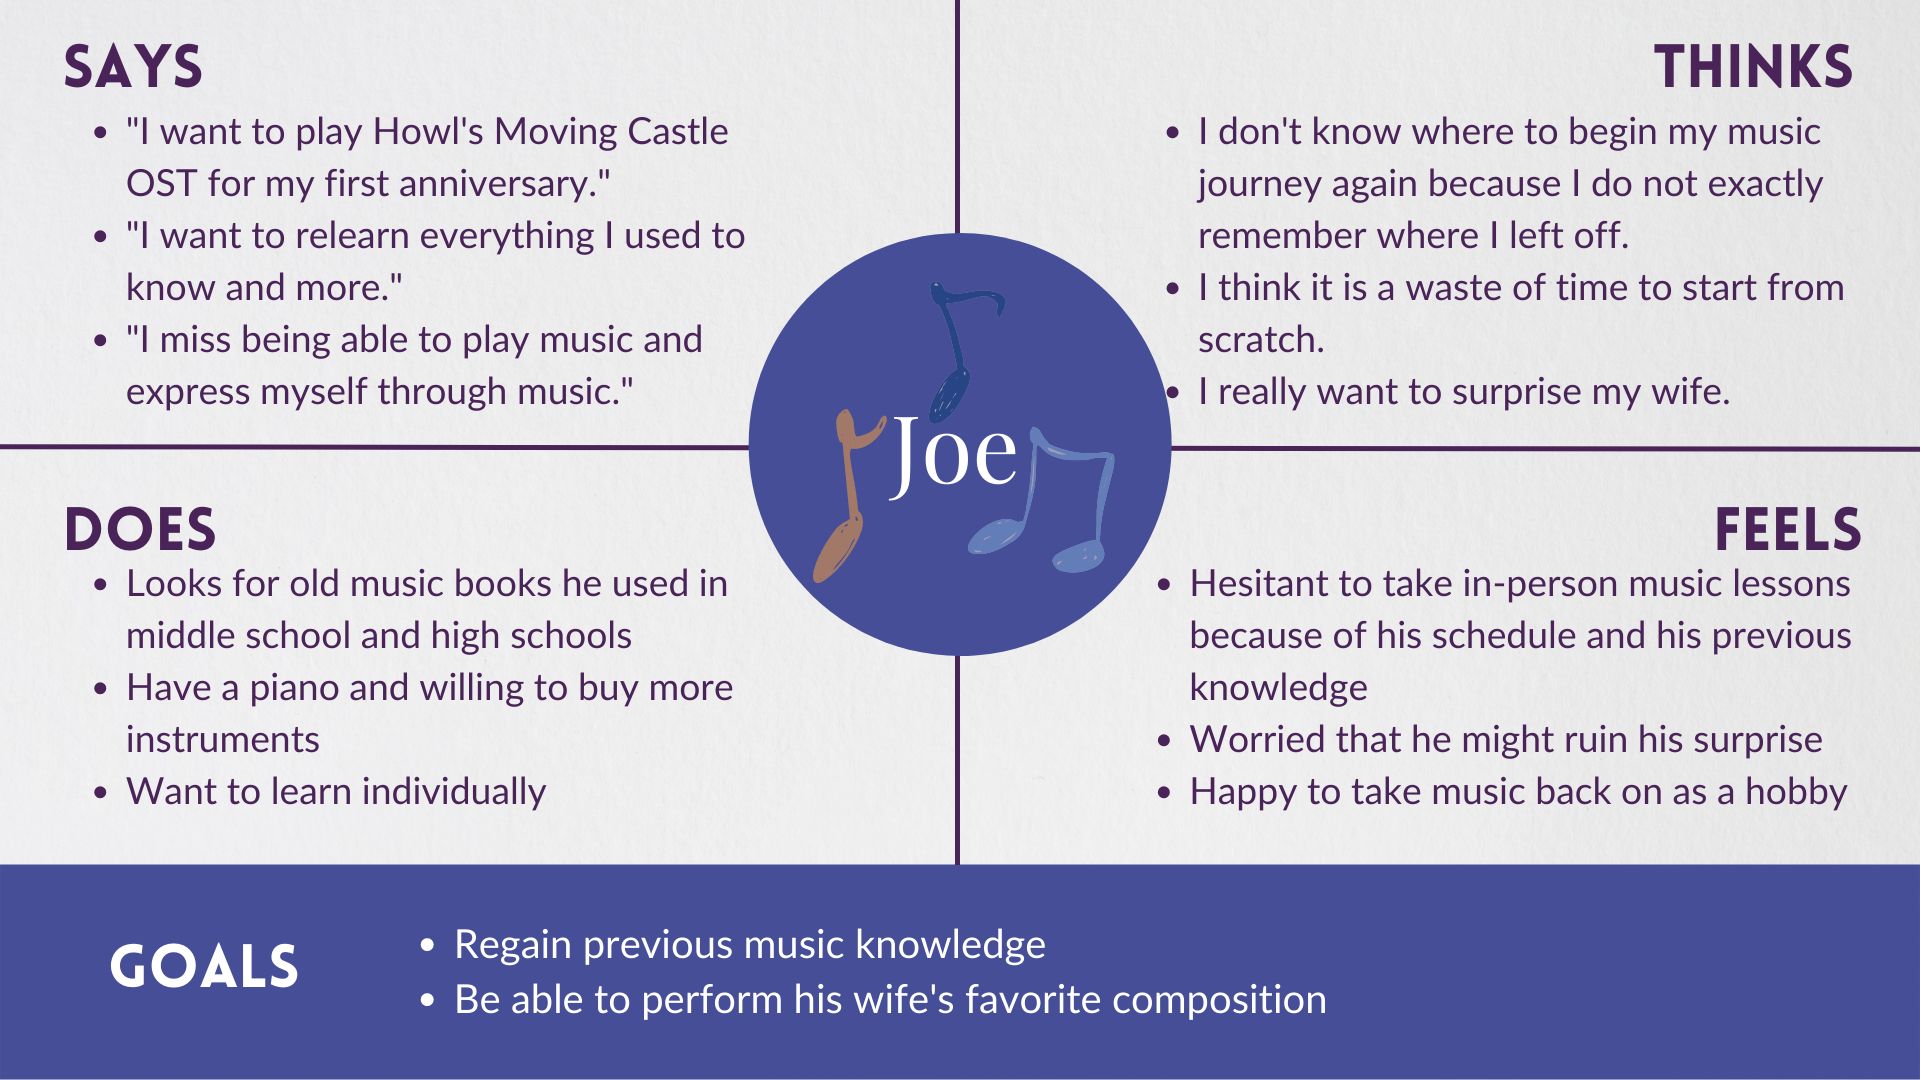 SAYS
• "I want to play Howl's Moving Castle
OST for my first anniversary."
• "I want to relearn everything I used to
know and more."
• "I miss being able to play music and
express myself through music."
THINKS
• I don't know where to begin my music
journey again because I do not exactly
remember where I left off.
• I think it is a waste of time to start from
scratch.
• I really want to surprise my wife.
Joe
DOES
• Looks for old music books he used in
middle school and high schools
• Have a piano and willing to buy more
instruments
• Want to learn individually
FEELS
• Hesitant to take in-person music lessons
because of his schedule and his previous
knowledge
• Worried that he might ruin his surprise
• Happy to take music back on as a hobby
GOALS
• Regain previous music knowledge
• Be able to perform his wife's favorite composition